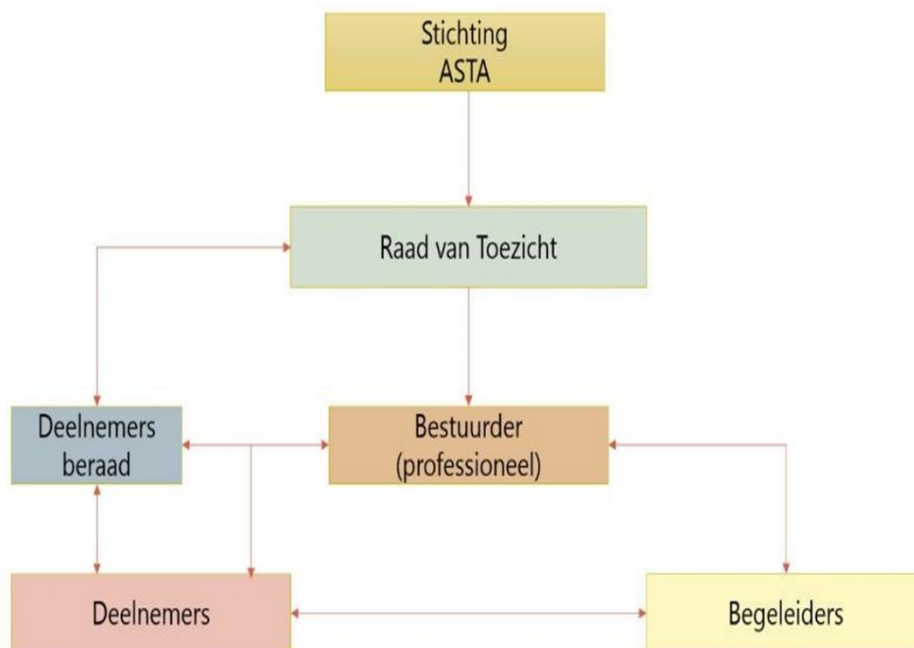 Stichting
ASTA
Raad van Toezicht
Deelnemers
beraad
Bestuurder
(professioneel)
Deelnemers
Begeleiders